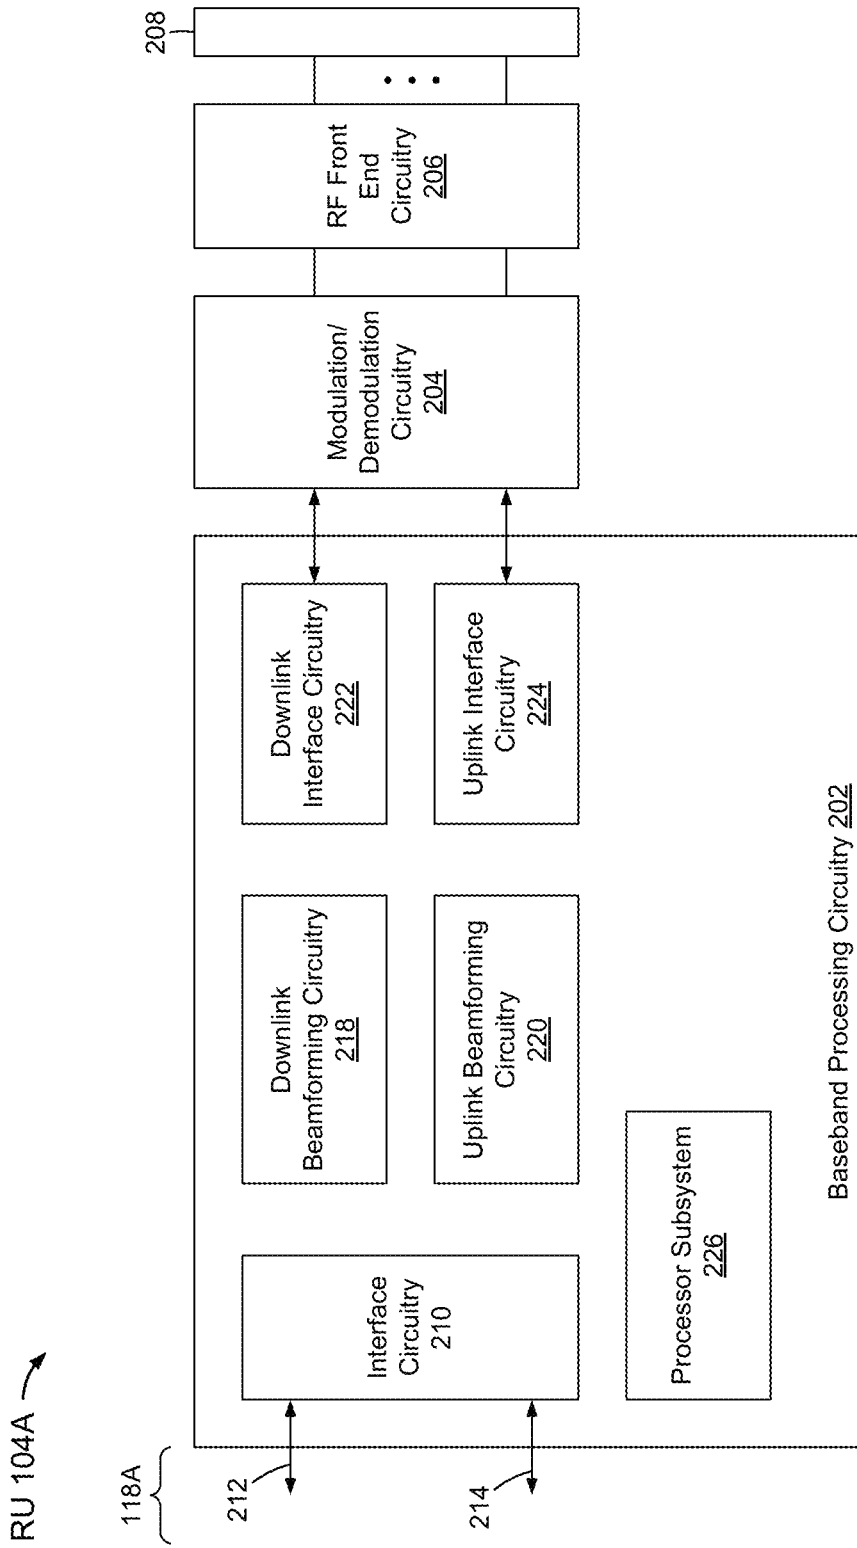 RU 104A
118A
212
214
Interface
Circuitry
210
Downlink
Beamforming Circuitry
218
Uplink Beamforming
Circuitry
220
Processor Subsystem
226
Downlink
Interface Circuitry
222
Uplink Interface
Circuitry
224
Baseband Processing Circuitry 202
Modulation/
Demodulation
Circuitry
204
RF Front
End
Circuitry
206
208